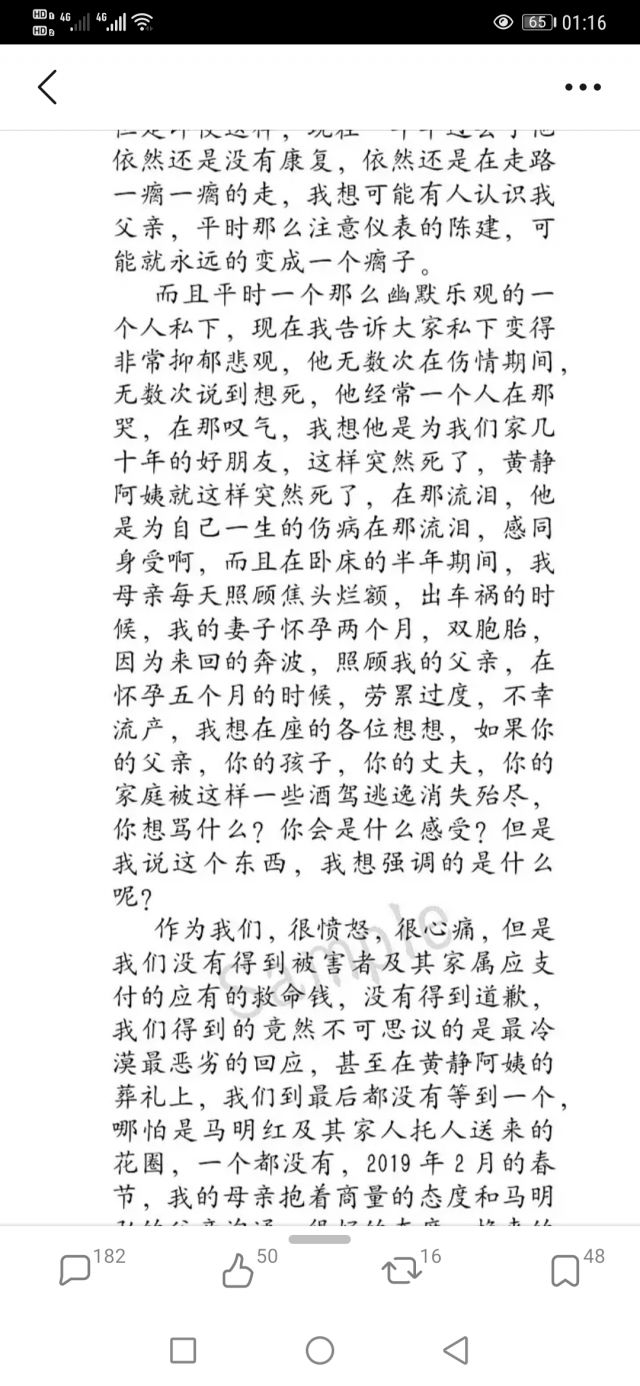 HD 1 4G 4G 65 01:16
HD 2
依然还是没有康复，依然还是在走路
一瘸一瘸的走，我想可能有人认识我
父亲，平时那么注意仪表的陈建，可
能就永远的变成一个瘸子。
而且平时一个那么幽默乐观的一
个人私下，现在我告诉大家私下变得
非常抑郁悲观，他无数次在伤情期间，
无数次说到想死，他经常一个人在那
哭，在那叹气，我想他是为我们家几
十年的好朋友，这样突然死了，黄静
阿姨就这样突然死了，在那流泪，他
是为自己一生的伤病在那流泪，感同
身受啊，而且在卧床的半年期间，我
母亲每天照顾焦头烂额，出车祸的时
候，我的妻子怀孕两个月，双胞胎，
因为来回的奔波，照顾我的父亲，在
怀孕五个月的时候，劳累过度，不幸
流产，我想在座的各位想想，如果你
的父亲，你的孩子，你的丈夫，你的
家庭被这样一些酒驾逃逸消失殆尽，
你想骂什么？你会是什么感受？但是
我说这个东西，我想强调的是什么
呢？
作为我们，很愤怒，很心痛，但是
我们没有得到被害者及其家属应支
付的应有的救命钱，没有得到道歉，
我们得到的竟然不可思议的是最冷
漠最恶劣的回应，甚至在黄静阿姨的
葬礼上，我们到最后都没有等到一个，
哪怕是马明红及其家人托人送来的
花圈，一个都没有，2019 年 2 月的春
节，我的母亲抱着商量的态度和马明
Sample
182 50 16 48